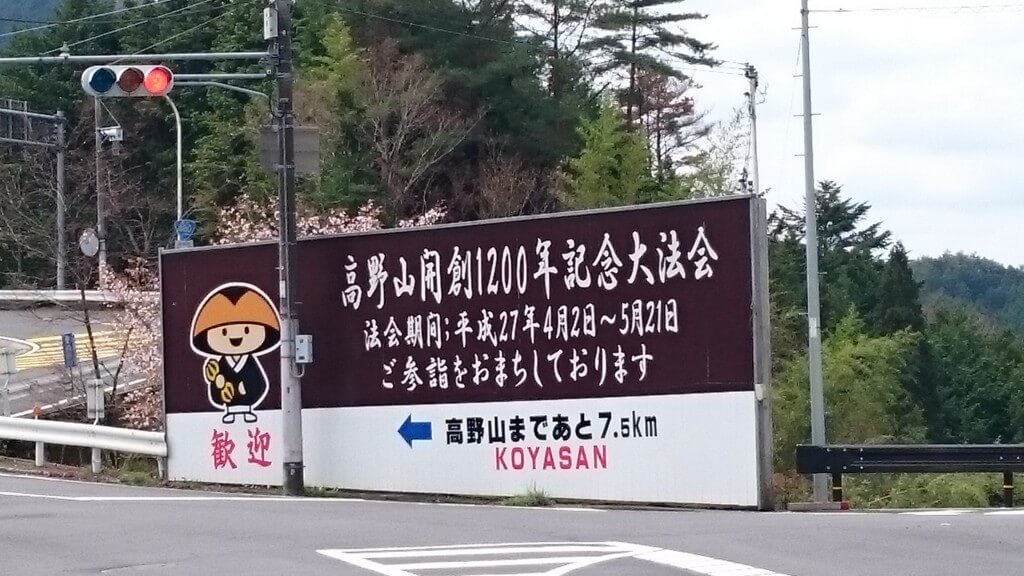 高野山開創1200年記念大法会
法会期間;平成27年4月2日~5月21日
ご参詣をおまちしております
歓迎
高野山まであと7.5km
KOYASAN